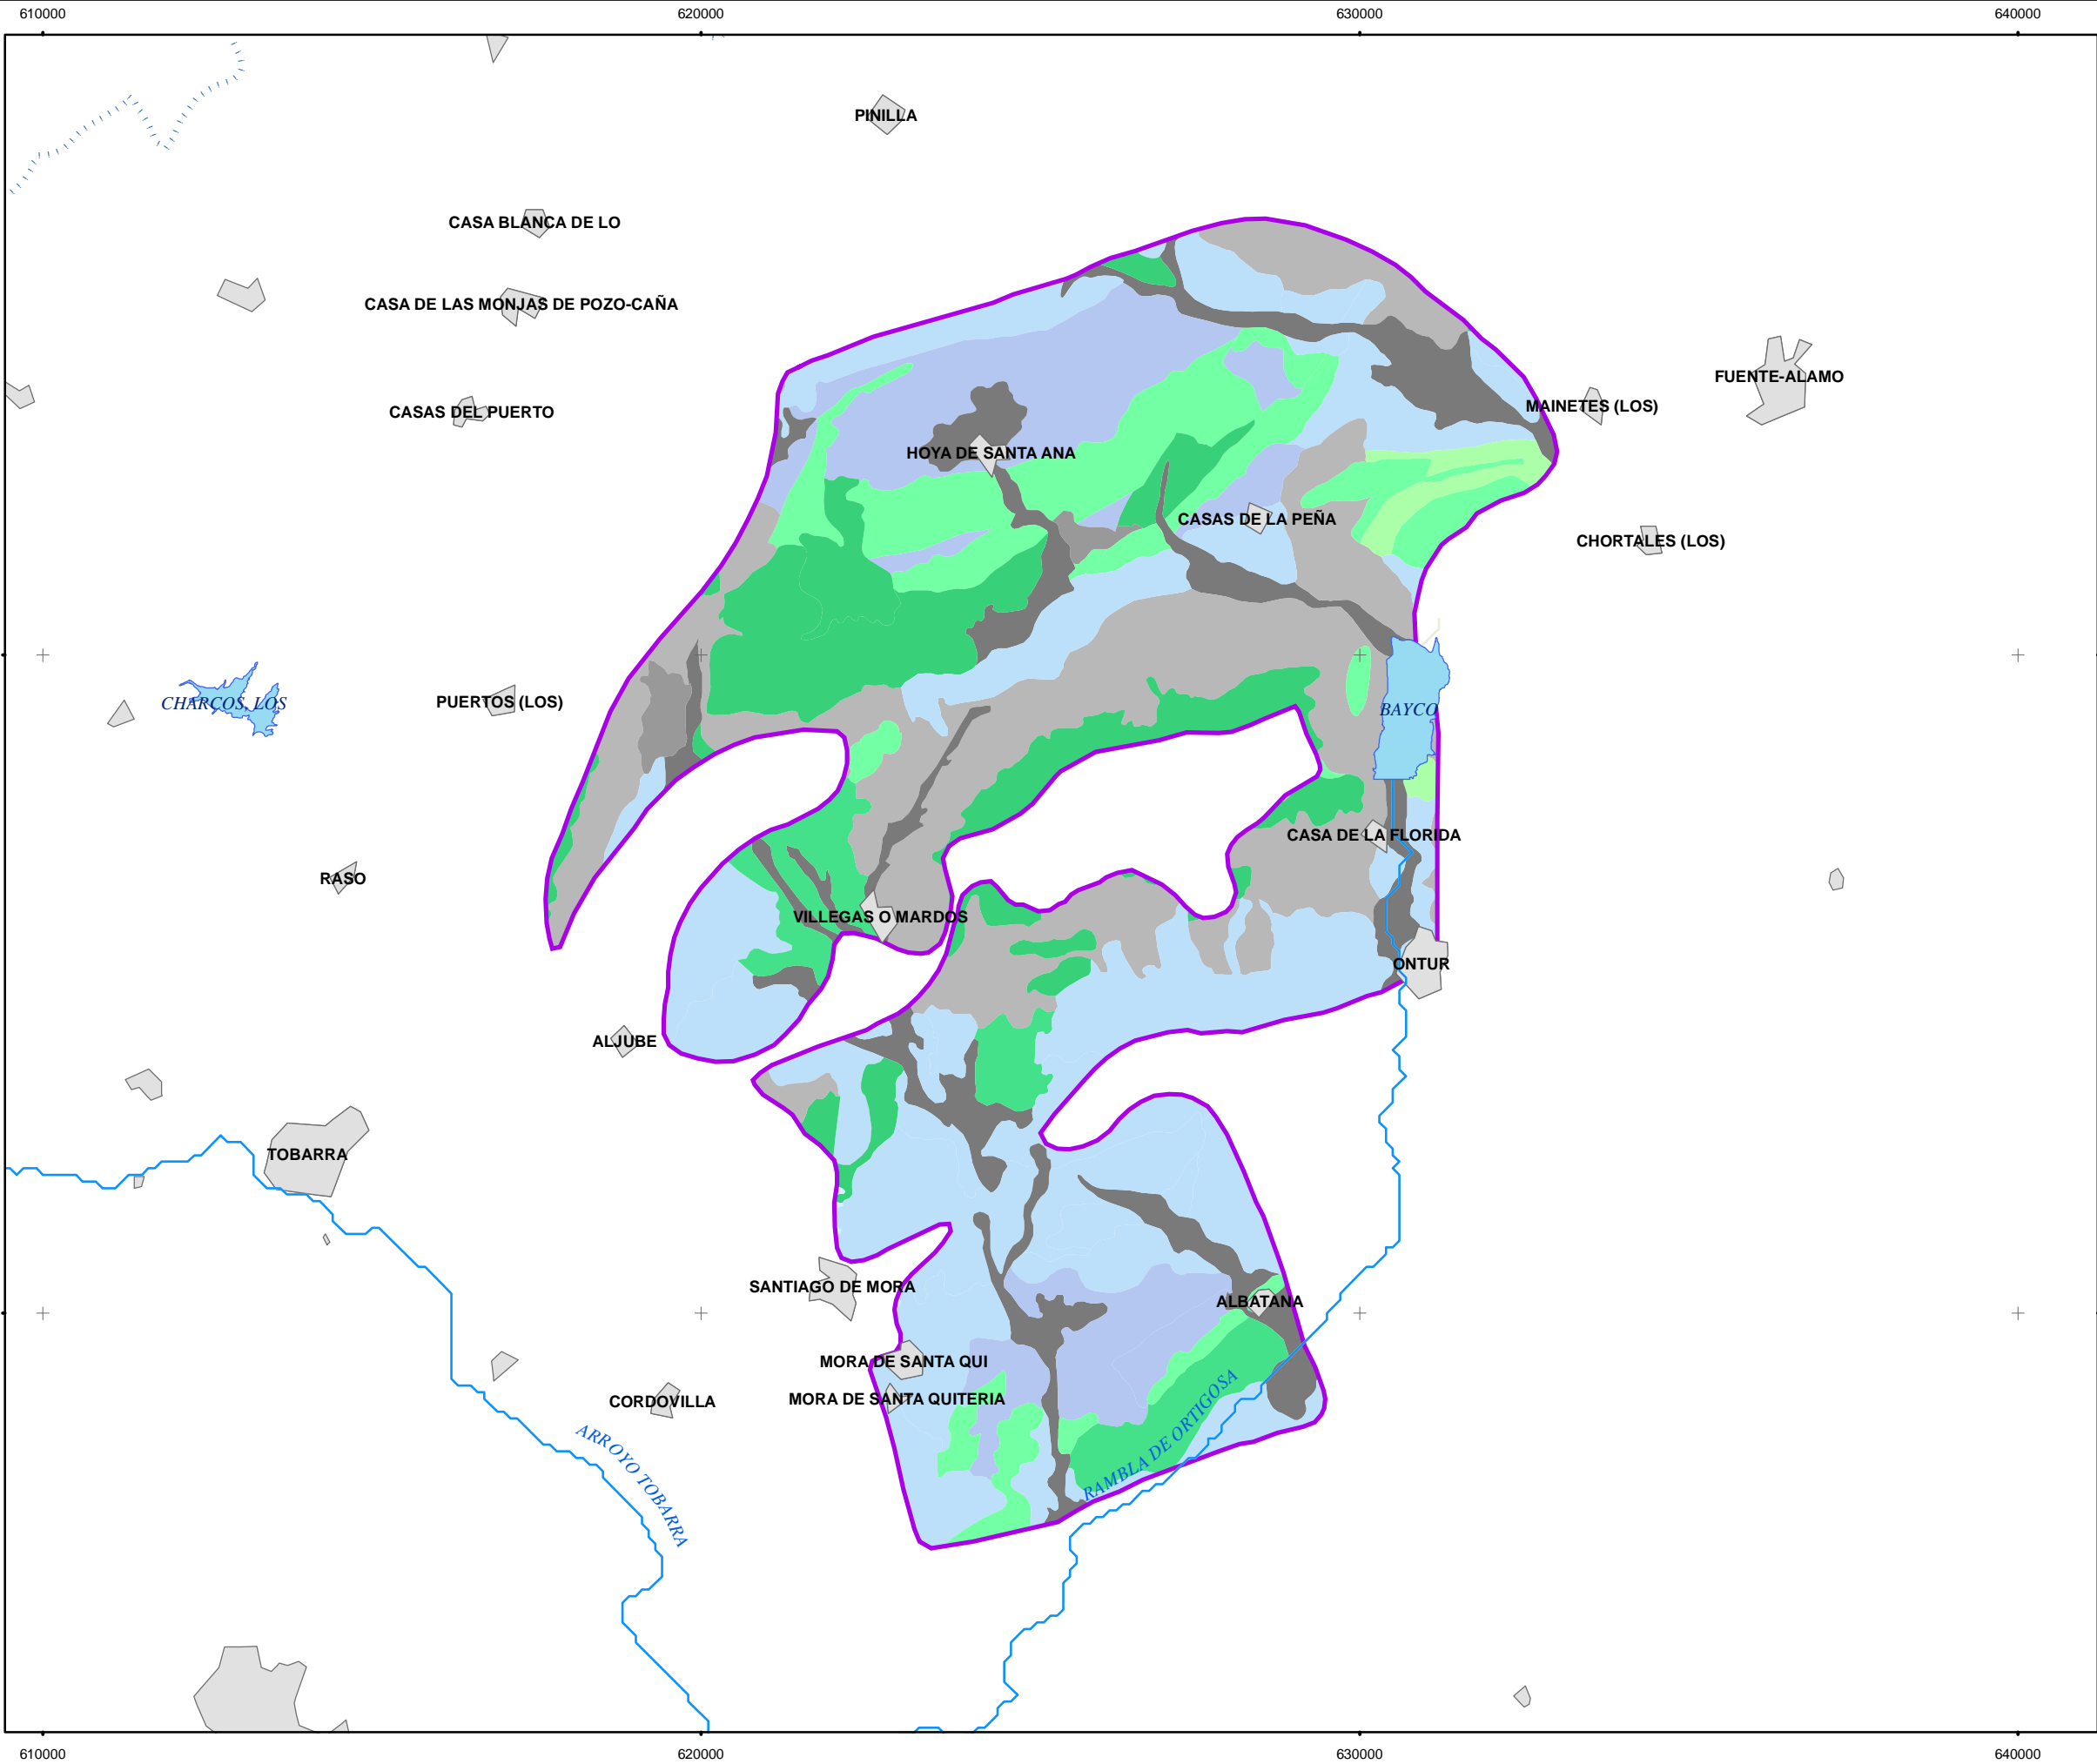 610000
620000
630000
640000
PINILLA
CASA BLANCA DE LO
CASA DE LAS MONJAS DE POZO-CAÑA
FUENTE-ALAMO
MAINETES (LOS)
CASAS DEL PUERTO
HOYA DE SANTA ANA
CASAS DE LA PEÑA
CHORTALES (LOS)
CHARCOS, LOS
PUERTOS (LOS)
BAYCO
CASA DE LA FLORIDA
RASO
VILLEGAS O MARDOS
ONTUR
ALJUBE
TOBARRA
SANTIAGO DE MORA
ALBATANA
MORA DE SANTA QUI
MORA DE SANTA QUITERIA
CORDOVILLA
RAMBLA DE ORTIGOSA
ARROYO TOBARRA
610000
620000
630000
640000